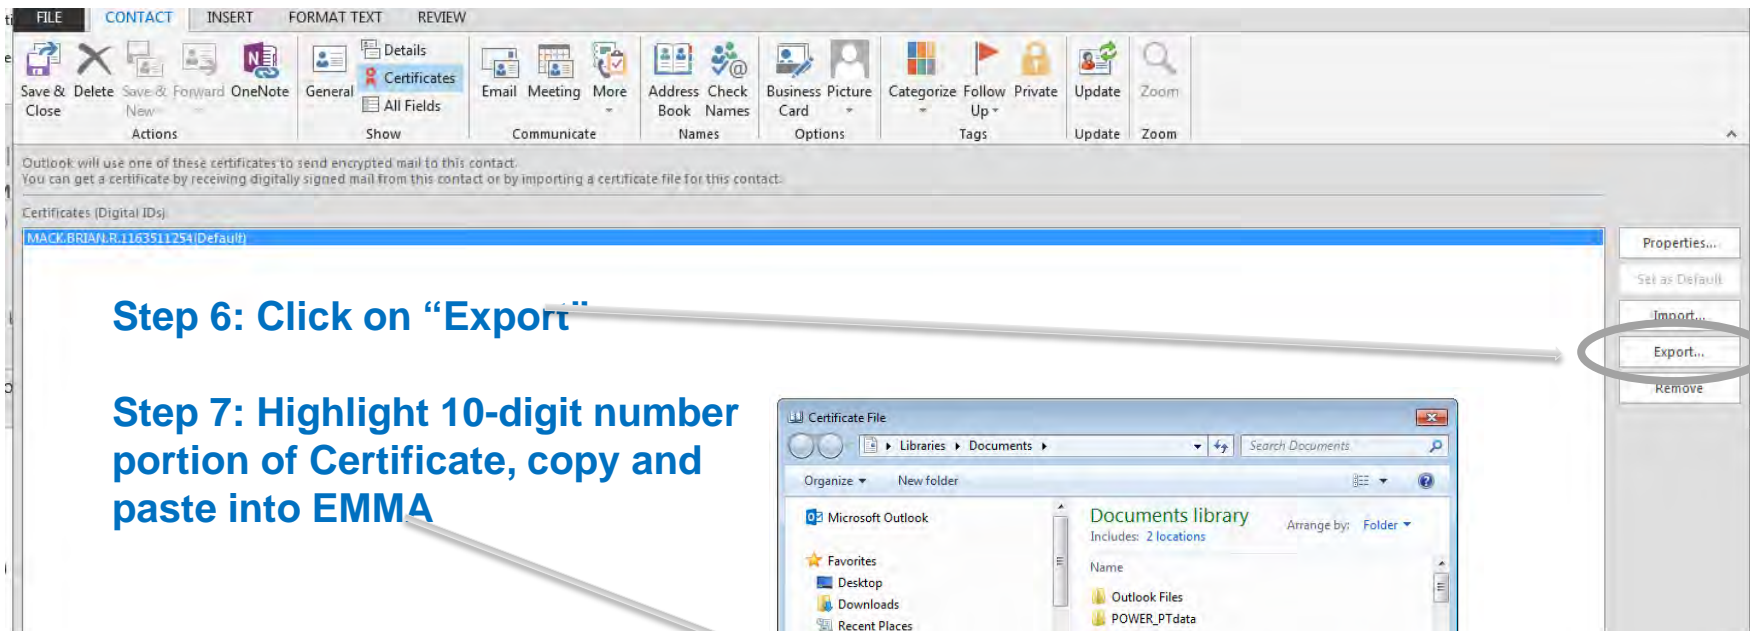 FILE CONTACT INSERT FORMAT TEXT REVIEW
Details
Certificates
All Fields
Save & Close
Delete
Save & New
Forward
OneNote
General
Email
Meeting
More
Address Book
Check Names
Business Card
Picture
Categorize
Follow Up
Private
Update
Zoom
Actions Show Communicate Names Options Tags Update Zoom
Outlook will use one of these certificates to send encrypted mail to this contact.
You can get a certificate by receiving digitally signed mail from this contact or by importing a certificate file for this contact.
Certificates (Digital IDs)
MACK.BRIAN.R.1163511254(Default)
Properties...
Set as Default
Import...
Export...
Remove
Step 6: Click on “Export”
Step 7: Highlight 10-digit number
portion of Certificate, copy and
paste into EMMA
Certificate File
Libraries Documents
Search Documents
Organize New folder
Microsoft Outlook
Favorites
Desktop
Downloads
Recent Places
Documents library
Includes: 2 locations
Arrange by: Folder
Name
Outlook Files
POWER_PTdata